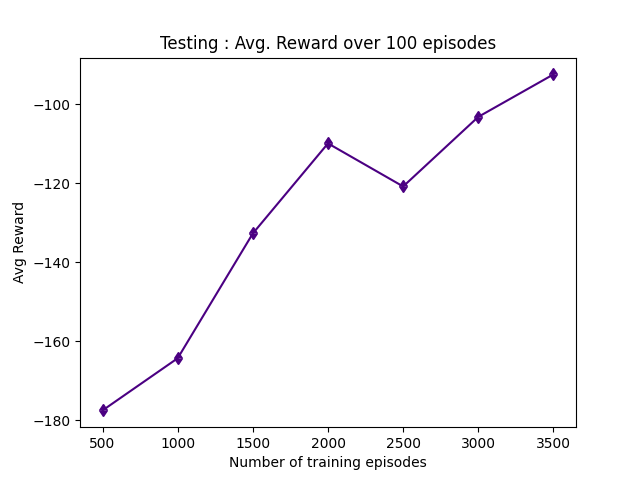 Testing : Avg. Reward over 100 episodes
Avg Reward
−100
−120
−140
−160
−180
500 1000 1500 2000 2500 3000 3500
Number of training episodes